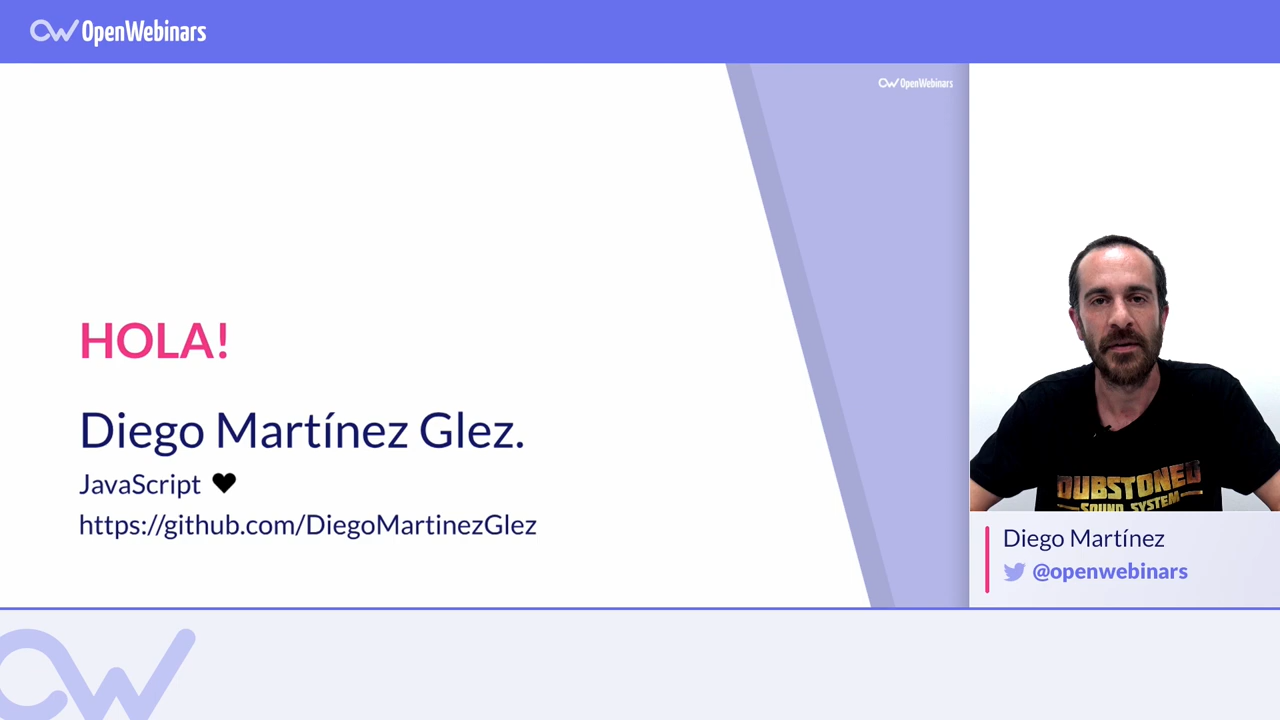 OpenWebinars
OpenWebinars
HOLA!
Diego Martínez Glez.
JavaScript ♥
https://github.com/DiegoMartinezGlez
DUBSTONED
SOUND SYSTEM
Diego Martínez
@openwebinars